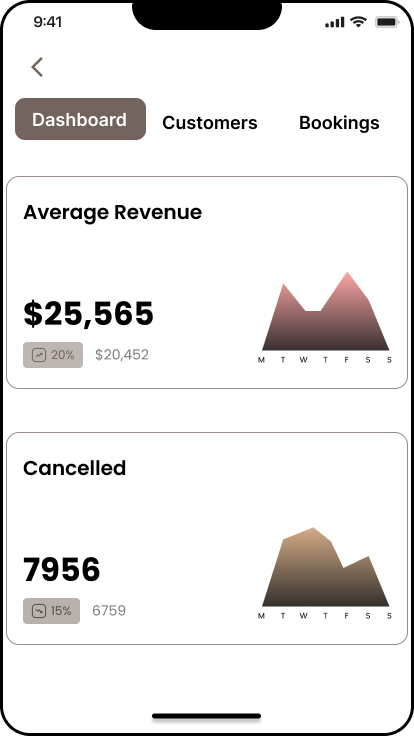 9:41
Dashboard Customers Bookings
Average Revenue
$25,565
20% $20,452
M T W T F S S
Cancelled
7956
15% 6759
M T W T F S S